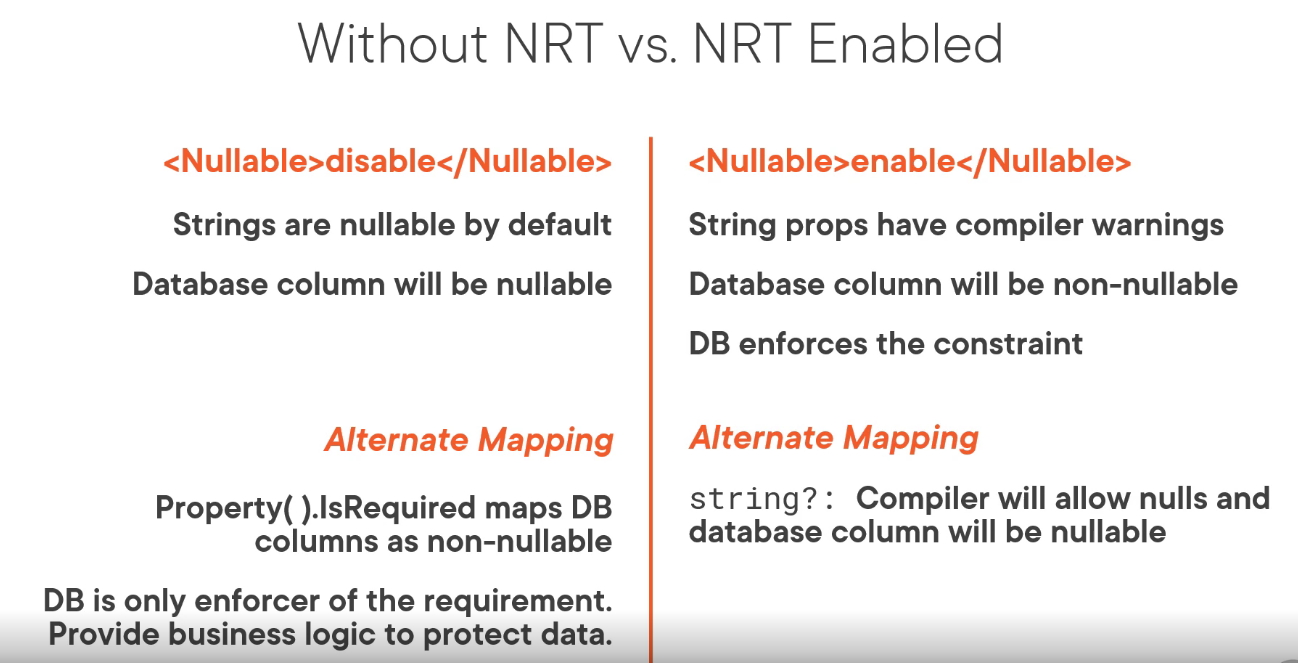 Without NRT vs. NRT Enabled
<Nullable>disable</Nullable>
Strings are nullable by default
Database column will be nullable
Alternate Mapping
Property( ).IsRequired maps DB
columns as non-nullable
DB is only enforcer of the requirement.
Provide business logic to protect data.
<Nullable>enable</Nullable>
String props have compiler warnings
Database column will be non-nullable
DB enforces the constraint
Alternate Mapping
string?: Compiler will allow nulls and
database column will be nullable